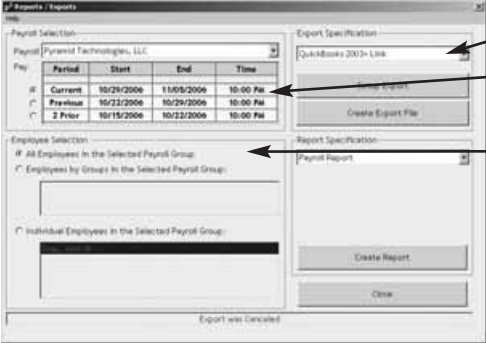 Reports / Exports
Help
Payroll Selection
Payroll Pyramid Technologies, LLC
Pay
Period Start End Time
Current 10/29/2006 11/05/2006 10:00 PM
Previous 10/22/2006 10/29/2006 10:00 PM
2 Prior 10/15/2006 10/22/2006 10:00 PM
Export Specification
QuickBooks 2003+ Link
Setup Export
Create Export File
Employee Selection
All Employees In the Selected Payroll Group
Employees by Groups In the Selected Payroll Group:
Individual Employees in the Selected Payroll Group:
Report Specification
Payroll Report
Create Report
Close
Export was Canceled